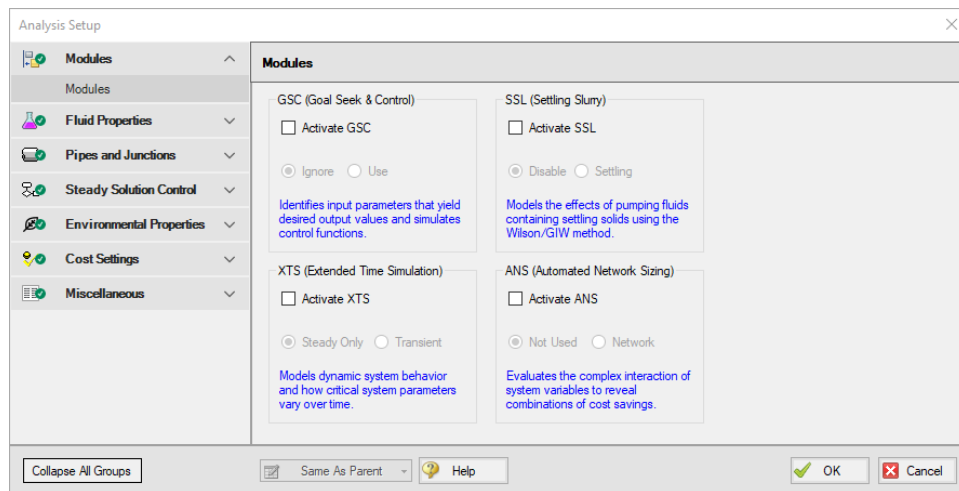 Analysis Setup
Modules
Modules
Fluid Properties
Pipes and Junctions
Steady Solution Control
Environmental Properties
Cost Settings
Miscellaneous
Modules
GSC (Goal Seek & Control)
Activate GSC
Ignore Use
Identifies input parameters that yield
desired output values and simulates
control functions.
SSL (Settling Slurry)
Activate SSL
Disable Settling
Models the effects of pumping fluids
containing settling solids using the
Wilson/GIW method.
XTS (Extended Time Simulation)
Activate XTS
Steady Only Transient
Models dynamic system behavior
and how critical system parameters
vary over time.
ANS (Automated Network Sizing)
Activate ANS
Not Used Network
Evaluates the complex interaction of
system variables to reveal
combinations of cost savings.
Collapse All Groups
Same As Parent
Help
OK
Cancel